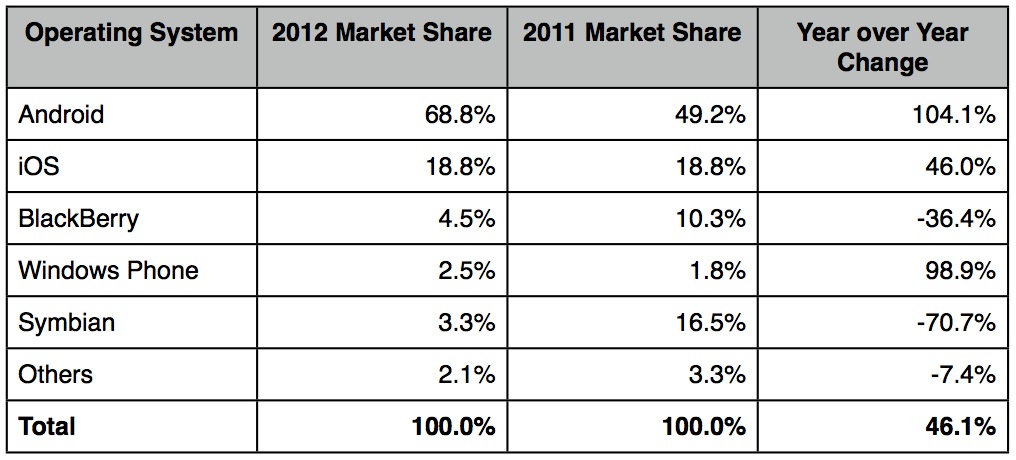 Operating System 2012 Market Share 2011 Market Share Year over Year
Change
Android 68.8% 49.2% 104.1%
iOS 18.8% 18.8% 46.0%
BlackBerry 4.5% 10.3% -36.4%
Windows Phone 2.5% 1.8% 98.9%
Symbian 3.3% 16.5% -70.7%
Others 2.1% 3.3% -7.4%
Total 100.0% 100.0% 46.1%